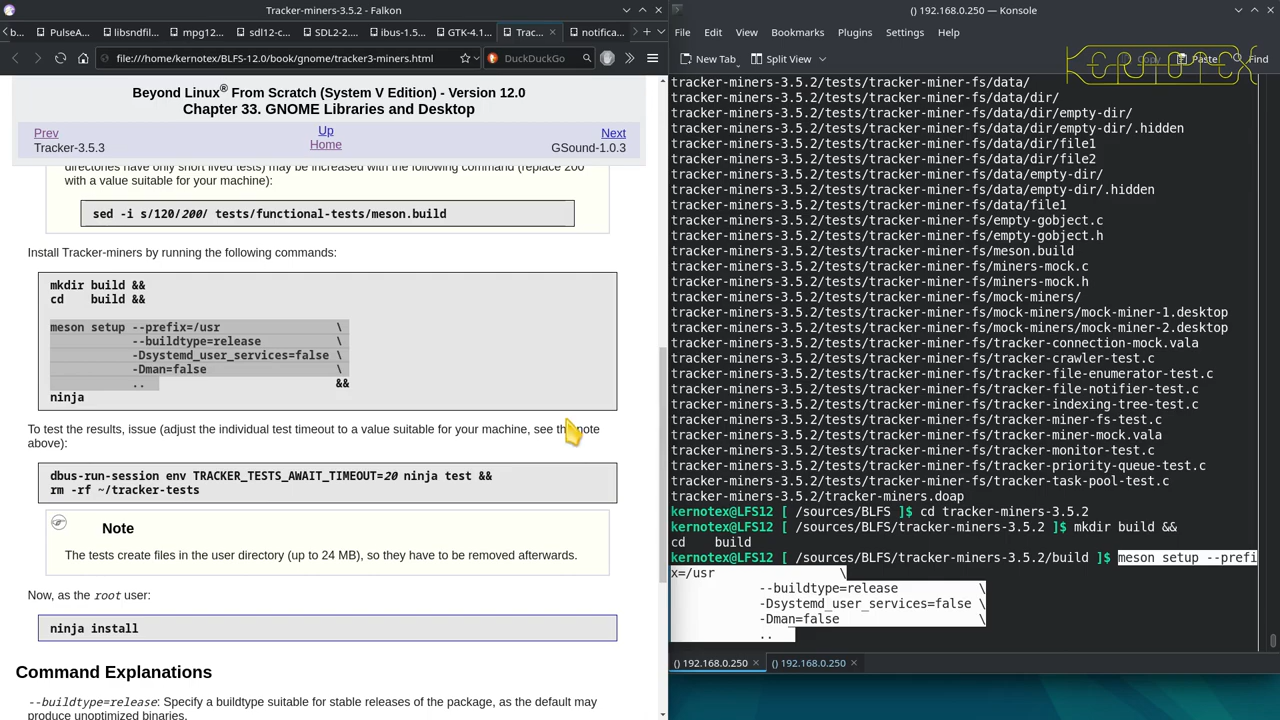 Tracker-miners-3.5.2 - Falkon
b...
PulseA...
libsndfil...
mpg12...
sdl12-c...
SDL2-2....
ibus-1.5...
GTK-4.1...
Trac...
notifica...
file:///home/kernotex/BLFS-12.0/book/gnome/tracker3-miners.html
DuckDuckGo
Beyond Linux® From Scratch (System V Edition) - Version 12.0
Chapter 33. GNOME Libraries and Desktop
Prev
Up
Next
Tracker-3.5.3
Home
GSound-1.0.3
directories have only short lived tests) may be increased with the following command (replace 200
with a value suitable for your machine):
sed -i s/120/200/ tests/functional-tests/meson.build
Install Tracker-miners by running the following commands:
mkdir build &&
cd    build &&
meson setup --prefix=/usr                \
            --buildtype=release          \
            -Dsystemd_user_services=false \
            -Dman=false                  \
            ..                           &&
ninja
To test the results, issue (adjust the individual test timeout to a value suitable for your machine, see the note
above):
dbus-run-session env TRACKER_TESTS_AWAIT_TIMEOUT=20 ninja test &&
rm -rf ~/tracker-tests
Note
The tests create files in the user directory (up to 24 MB), so they have to be removed afterwards.
Now, as the root user:
ninja install
Command Explanations
--buildtype=release: Specify a buildtype suitable for stable releases of the package, as the default may
produce unoptimized binaries.
() 192.168.0.250 — Konsole
File Edit View Bookmarks Plugins Settings Help
New Tab
Split View
Copy
Paste
Find
KERNOTEX
tracker-miners-3.5.2/tests/tracker-miner-fs/data/
tracker-miners-3.5.2/tests/tracker-miner-fs/data/dir/
tracker-miners-3.5.2/tests/tracker-miner-fs/data/dir/empty-dir/
tracker-miners-3.5.2/tests/tracker-miner-fs/data/dir/empty-dir/.hidden
tracker-miners-3.5.2/tests/tracker-miner-fs/data/dir/file1
tracker-miners-3.5.2/tests/tracker-miner-fs/data/dir/file2
tracker-miners-3.5.2/tests/tracker-miner-fs/data/empty-dir/
tracker-miners-3.5.2/tests/tracker-miner-fs/data/empty-dir/.hidden
tracker-miners-3.5.2/tests/tracker-miner-fs/data/file1
tracker-miners-3.5.2/tests/tracker-miner-fs/empty-gobject.c
tracker-miners-3.5.2/tests/tracker-miner-fs/empty-gobject.h
tracker-miners-3.5.2/tests/tracker-miner-fs/meson.build
tracker-miners-3.5.2/tests/tracker-miner-fs/miners-mock.c
tracker-miners-3.5.2/tests/tracker-miner-fs/miners-mock.h
tracker-miners-3.5.2/tests/tracker-miner-fs/mock-miners/
tracker-miners-3.5.2/tests/tracker-miner-fs/mock-miners/mock-miner-1.desktop
tracker-miners-3.5.2/tests/tracker-miner-fs/mock-miners/mock-miner-2.desktop
tracker-miners-3.5.2/tests/tracker-miner-fs/tracker-connection-mock.vala
tracker-miners-3.5.2/tests/tracker-miner-fs/tracker-crawler-test.c
tracker-miners-3.5.2/tests/tracker-miner-fs/tracker-file-enumerator-test.c
tracker-miners-3.5.2/tests/tracker-miner-fs/tracker-file-notifier-test.c
tracker-miners-3.5.2/tests/tracker-miner-fs/tracker-indexing-tree-test.c
tracker-miners-3.5.2/tests/tracker-miner-fs/tracker-miner-fs-test.c
tracker-miners-3.5.2/tests/tracker-miner-fs/tracker-miner-mock.vala
tracker-miners-3.5.2/tests/tracker-miner-fs/tracker-monitor-test.c
tracker-miners-3.5.2/tests/tracker-miner-fs/tracker-priority-queue-test.c
tracker-miners-3.5.2/tests/tracker-miner-fs/tracker-task-pool-test.c
tracker-miners-3.5.2/tracker-miners.doap
kernotex@LFS12 [ /sources/BLFS ]$ cd tracker-miners-3.5.2
kernotex@LFS12 [ /sources/BLFS/tracker-miners-3.5.2 ]$ mkdir build &&
cd    build
kernotex@LFS12 [ /sources/BLFS/tracker-miners-3.5.2/build ]$ meson setup --prefi
x=/usr                \
            --buildtype=release           \
            -Dsystemd_user_services=false \
            -Dman=false                   \
            ..
() 192.168.0.250
() 192.168.0.250